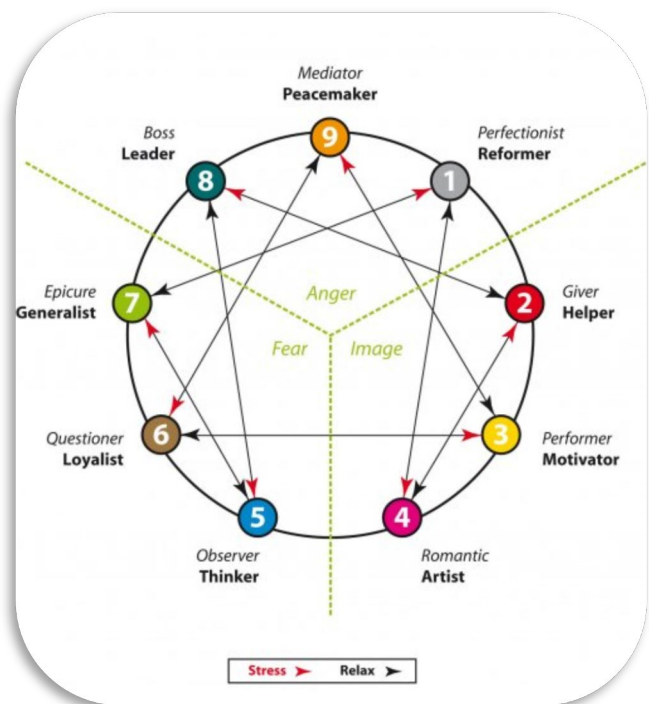 Mediator
Peacemaker
9
Boss
Leader
8
Perfectionist
Reformer
1
Epicure
Generalist
7
Anger
Giver
Helper
2
Fear
Image
Questioner
Loyalist
6
Performer
Motivator
3
Observer
Thinker
5
Romantic
Artist
4
Stress Relax